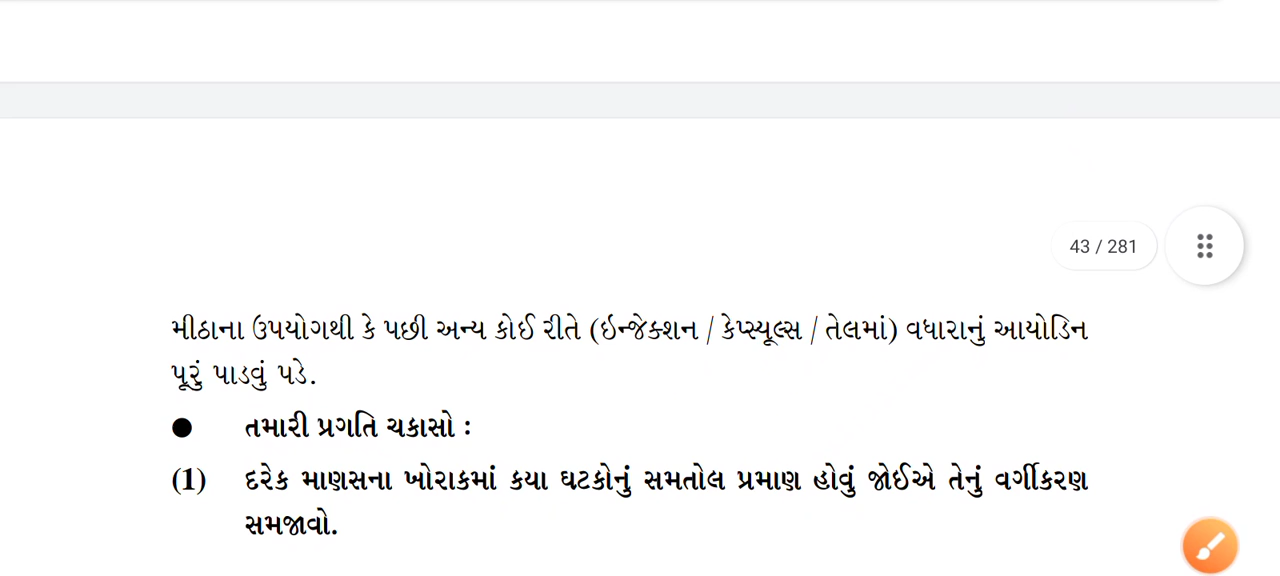 43 / 281
મીઠાના ઉપયોગથી કે પછી અન્ય કોઈ રીતે (ઇન્જેક્શન / કેપ્સ્યૂલ્સ / તેલમાં) વધારાનું આયોડિન
પૂરું પાડવું પડે.
● તમારી પ્રગતિ ચકાસો :
(1) દરેક માણસના ખોરાકમાં કયા ઘટકોનું સમતોલ પ્રમાણ હોવું જોઈએ તેનું વર્ગીકરણ
સમજાવો.